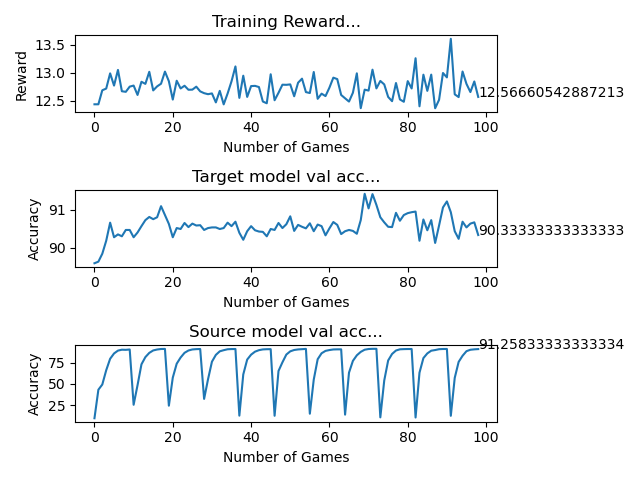 Training Reward...
Reward
13.5
13.0
12.5
12.56660542887213
0 20 40 60 80 100
Number of Games
Target model val acc...
Accuracy
91
90
90.33333333333333
0 20 40 60 80 100
Number of Games
Source model val acc...
Accuracy
91.25833333333334
75
50
25
0 20 40 60 80 100
Number of Games